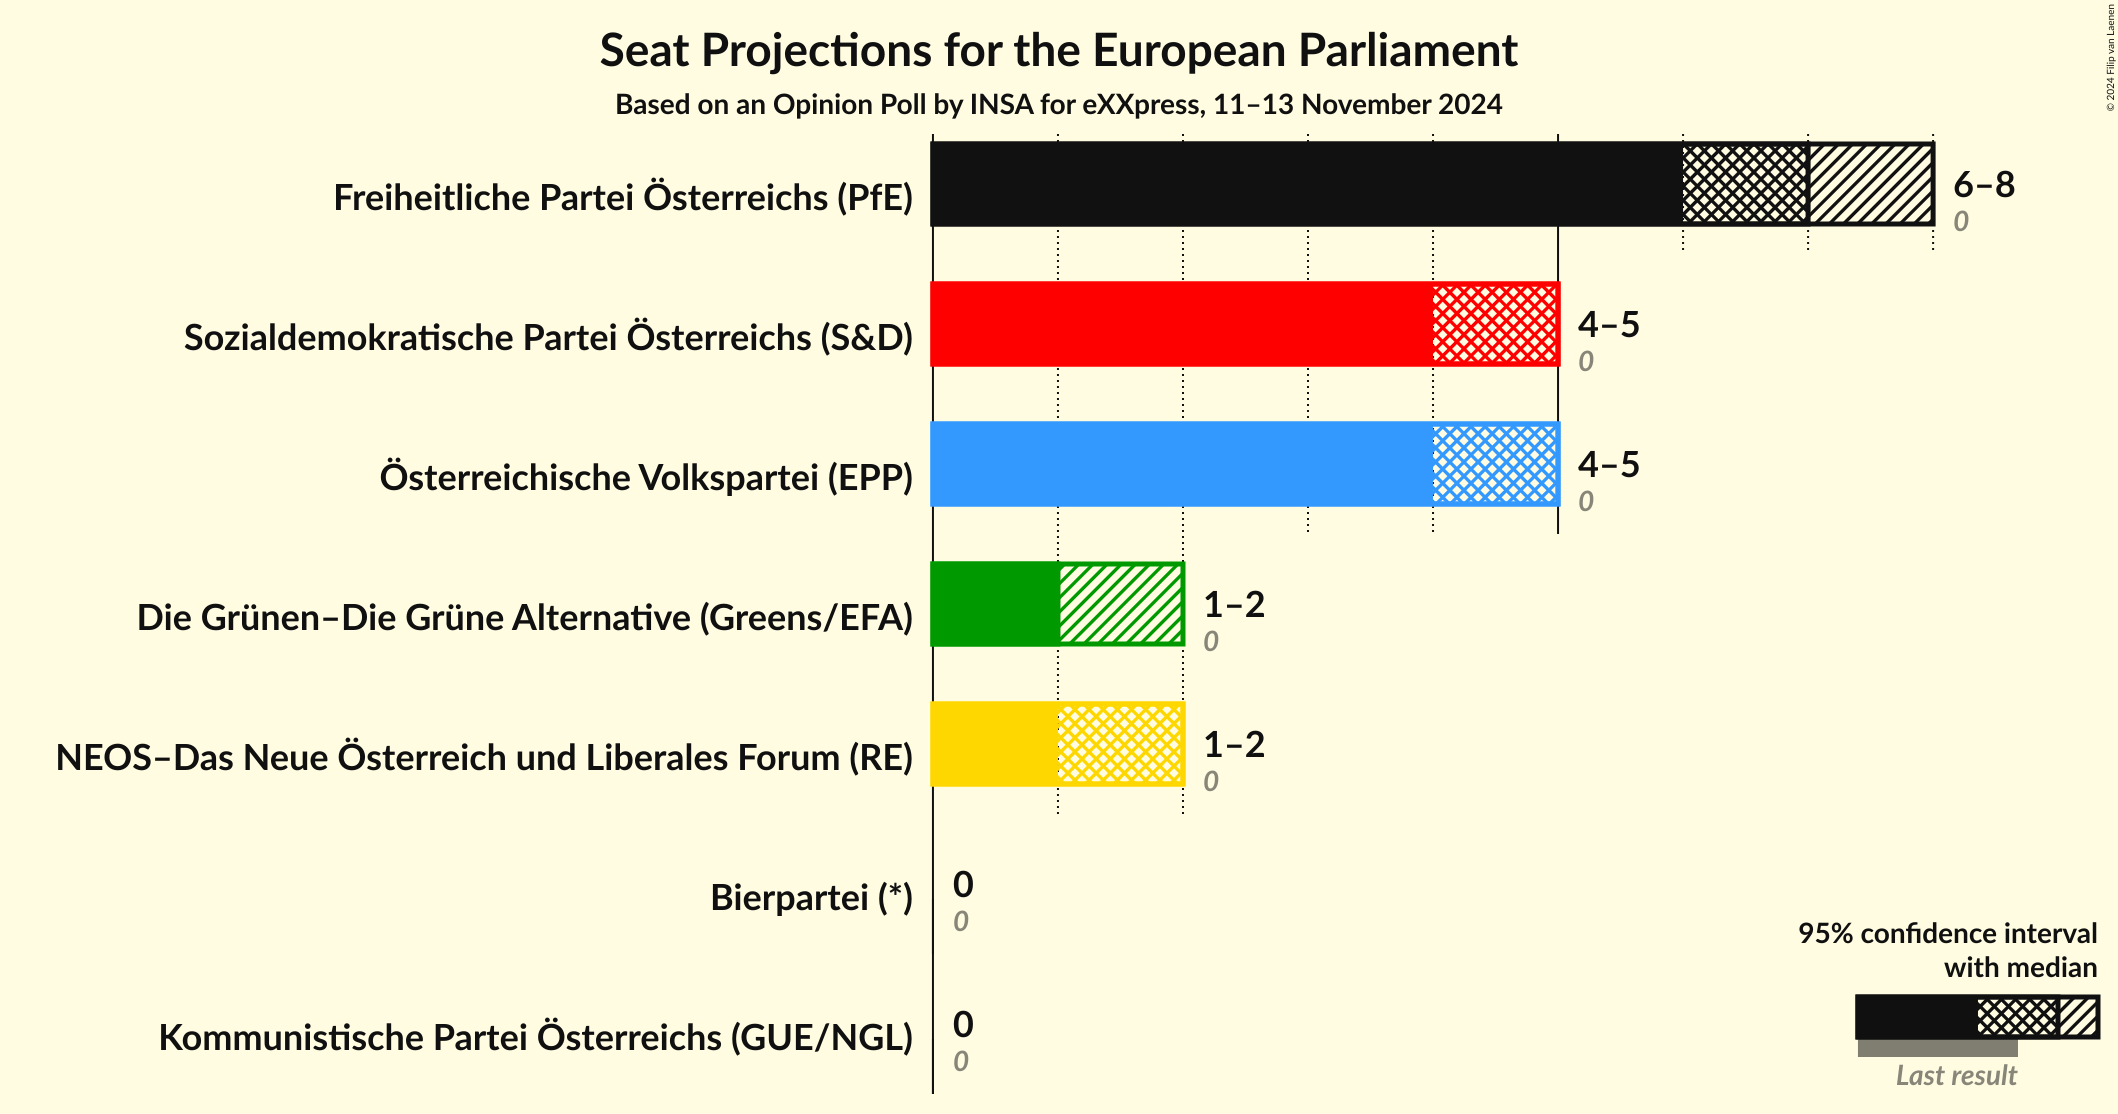 Seat Projections for the European Parliament
Based on an Opinion Poll by INSA for eXXpress, 11–13 November 2024
© 2024 Filip van Laenen
Freiheitliche Partei Österreichs (PfE)
6–8
0
Sozialdemokratische Partei Österreichs (S&D)
4–5
0
Österreichische Volkspartei (EPP)
4–5
0
Die Grünen–Die Grüne Alternative (Greens/EFA)
1–2
0
NEOS–Das Neue Österreich und Liberales Forum (RE)
1–2
0
Bierpartei (*)
0
0
Kommunistische Partei Österreichs (GUE/NGL)
0
0
95% confidence interval
with median
Last result